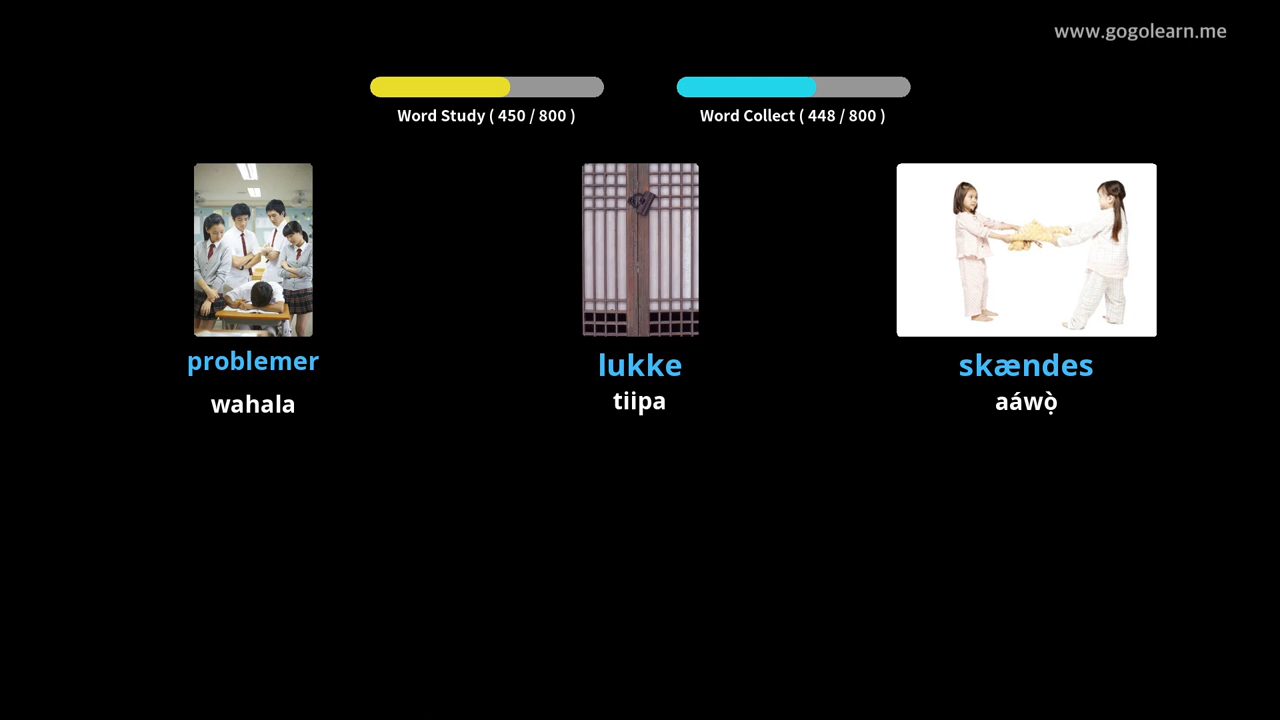 www.gogolearn.me
Word Study ( 450 / 800 )
Word Collect ( 448 / 800 )
problemer
lukke
skændes
wahala
tiipa
aáwọ̀